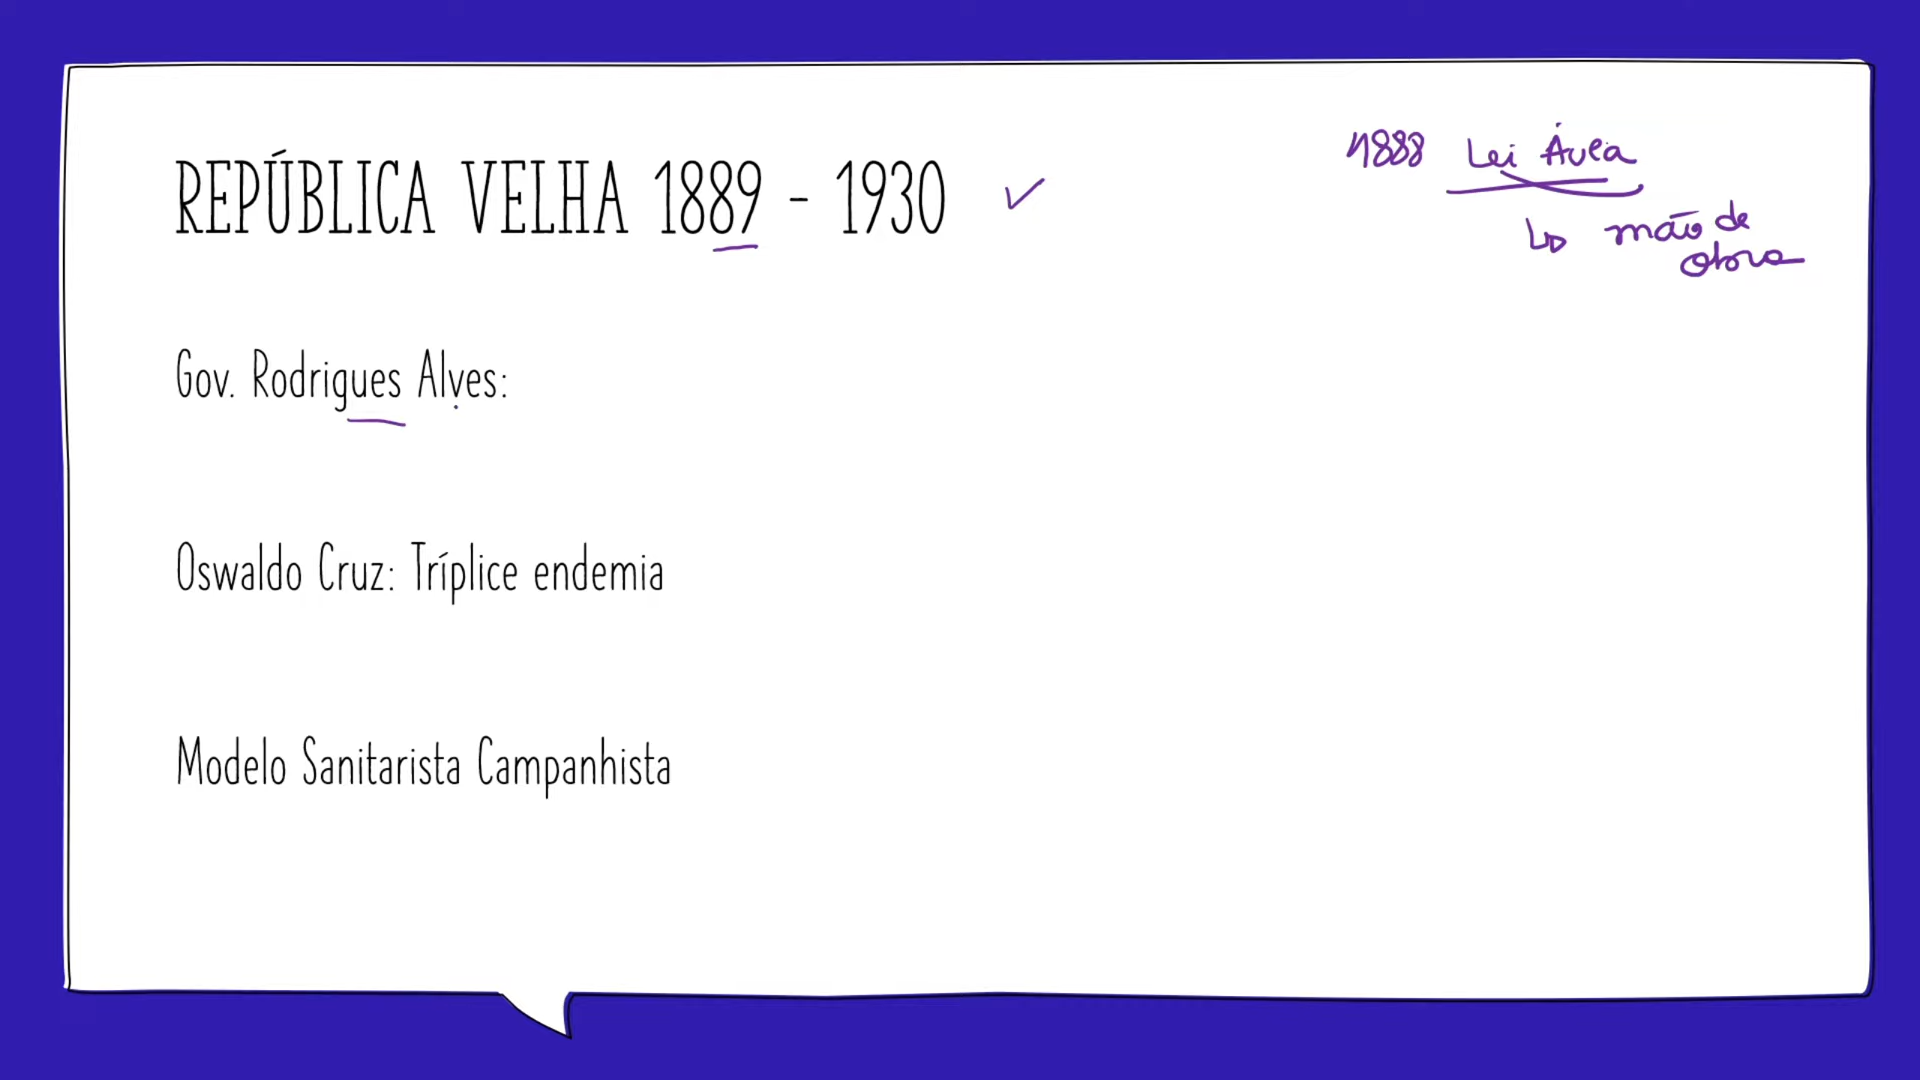 REPÚBLICA VELHA 1889 - 1930
1888 Lei Áurea
mão de
obra
Gov. Rodrigues Alves:
Oswaldo Cruz: Tríplice endemia
Modelo Sanitarista Campanhista